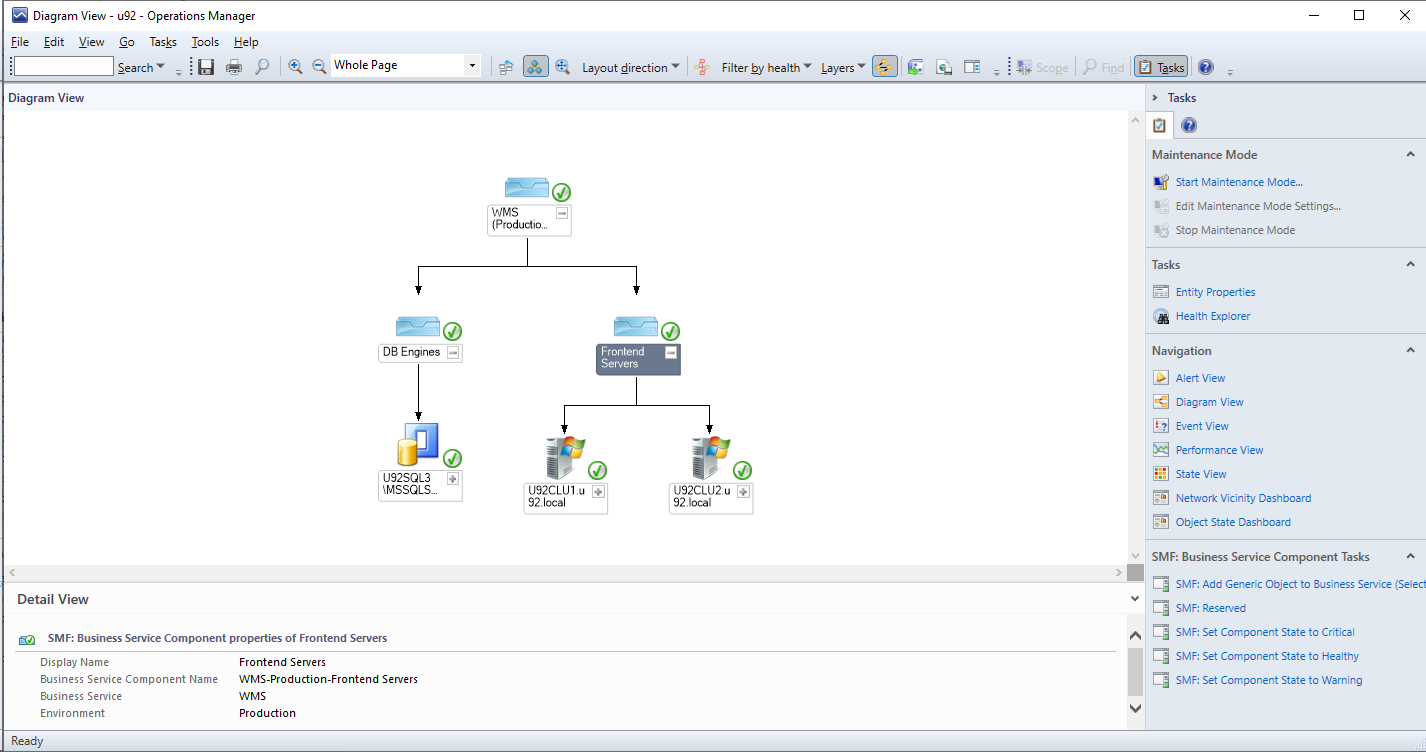 Diagram View - u92 - Operations Manager
File Edit View Go Tasks Tools Help
Search Whole Page Layout direction Filter by health Layers Scope Find Tasks
Diagram View
WMS
(Productio...
DB Engines
Frontend
Servers
U92SQL3
\MSSQLS...
U92CLU1.u
92.local
U92CLU2.u
92.local
Detail View
SMF: Business Service Component properties of Frontend Servers
Display Name Frontend Servers
Business Service Component Name WMS-Production-Frontend Servers
Business Service WMS
Environment Production
Tasks
Maintenance Mode
Start Maintenance Mode...
Edit Maintenance Mode Settings...
Stop Maintenance Mode
Tasks
Entity Properties
Health Explorer
Navigation
Alert View
Diagram View
Event View
Performance View
State View
Network Vicinity Dashboard
Object State Dashboard
SMF: Business Service Component Tasks
SMF: Add Generic Object to Business Service (Select
SMF: Reserved
SMF: Set Component State to Critical
SMF: Set Component State to Healthy
SMF: Set Component State to Warning
Ready